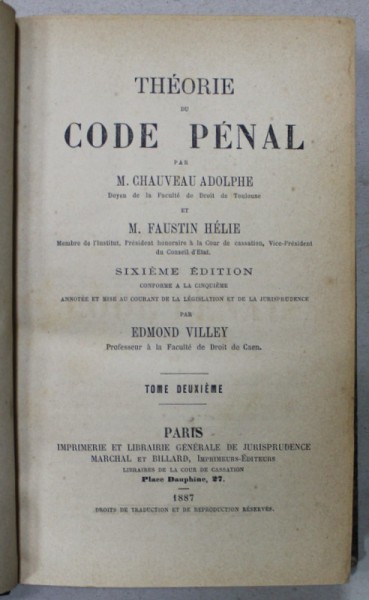 THÉORIE
DU
CODE PÉNAL
PAR
M. CHAUVEAU ADOLPHE
Doyen de la Faculté de Droit de Toulouse
ET
M. FAUSTIN HÉLIE
Membre de l'Institut, Président honoraire à la Cour de cassation, Vice-Président
du Conseil d'Etat.
SIXIÈME ÉDITION
CONFORME A LA CINQUIÈME
ANNOTÉE ET MISE AU COURANT DE LA LÉGISLATION ET DE LA JURISPRUDENCE
PAR
EDMOND VILLEY
Professeur à la Faculté de Droit de Caen.
TOME DEUXIÈME
PARIS
IMPRIMERIE ET LIBRAIRIE GÉNÉRALE DE JURISPRUDENCE
MARCHAL ET BILLARD, IMPRIMEURS-ÉDITEURS
LIBRAIRES DE LA COUR DE CASSATION
Place Dauphine, 27.
1887
DROITS DE TRADUCTION ET DE REPRODUCTION RÉSERVÉS.